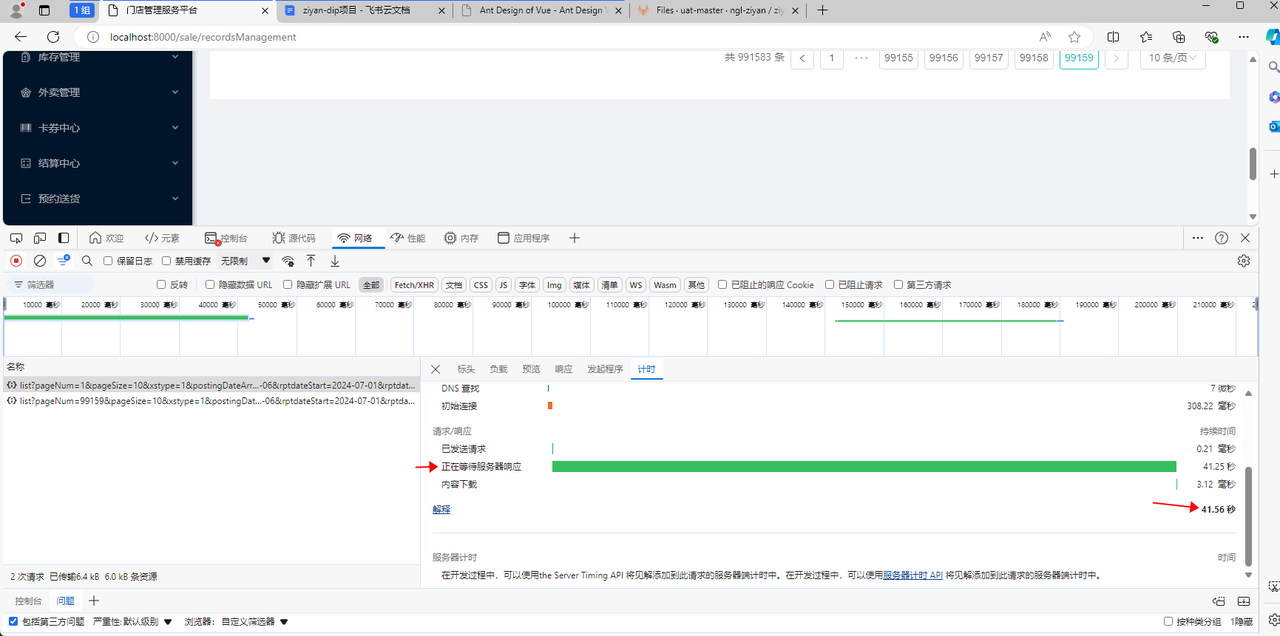 1 组
门店管理服务平台
ziyan-dip项目 - 飞书云文档
Ant Design of Vue - Ant Design
Files · uat-master · ngl-ziyan / zi
localhost:8000/sale/recordsManagement
库存管理
外卖管理
卡券中心
结算中心
预约送货
共 991583 条
1
99155
99156
99157
99158
99159
10 条/页
欢迎
元素
控制台
源代码
网络
性能
内存
应用程序
保留日志
禁用缓存
无限制
筛选器
反转
隐藏数据 URL
隐藏扩展 URL
全部
Fetch/XHR
文档
CSS
JS
字体
Img
媒体
清单
WS
Wasm
其他
已阻止的响应 Cookie
已阻止请求
第三方请求
10000 毫秒
20000 毫秒
30000 毫秒
40000 毫秒
50000 毫秒
60000 毫秒
70000 毫秒
80000 毫秒
90000 毫秒
100000 毫秒
110000 毫秒
120000 毫秒
130000 毫秒
140000 毫秒
150000 毫秒
160000 毫秒
170000 毫秒
180000 毫秒
190000 毫秒
200000 毫秒
210000 毫秒
名称
list?pageNum=1&pageSize=10&xstype=1&postingDateArr...-06&rptdateStart=2024-07-01&rptdat...
list?pageNum=99159&pageSize=10&xstype=1&postingDat...-06&rptdateStart=2024-07-01&rptda...
标头
负载
预览
响应
发起程序
计时
DNS 查找
7 微秒
初始连接
308.22 毫秒
请求/响应
持续时间
已发送请求
0.21 毫秒
正在等待服务器响应
41.25 秒
内容下载
3.12 毫秒
解释
41.56 秒
服务器计时
时间
在开发过程中，可以使用the Server Timing API 将见解添加到此请求的服务器端计时中。在开发过程中，可以使用服务器计时 API 将见解添加到此请求的服务器端计时中。
2 次请求 已传输6.4 kB 6.0 kB 条资源
控制台
问题
包括第三方问题
严重性: 默认级别
浏览器: 自定义筛选器
按种类分组
1隐藏